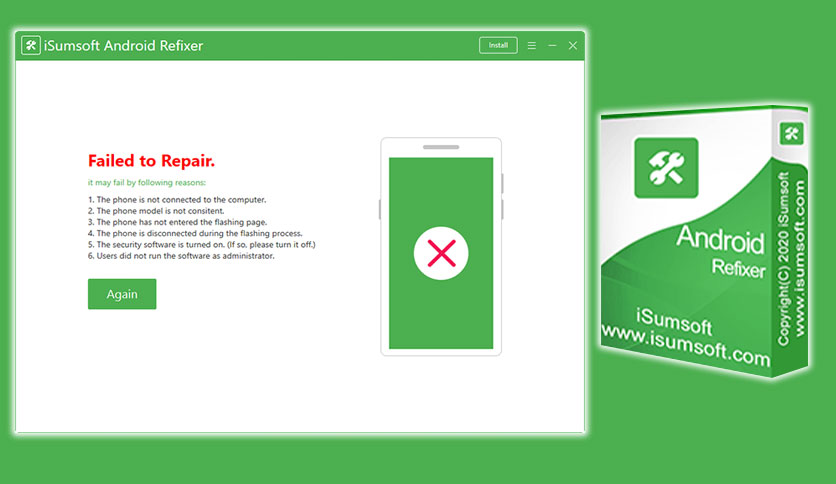 iSumsoft Android Refixer
Install
Failed to Repair.
it may fail by following reasons:
1. The phone is not connected to the computer.
2. The phone model is not consitent.
3. The phone has not entered the flashing page.
4. The phone is disconnected during the flashing process.
5. The security software is turned on. (If so, please turn it off.)
6. Users did not run the software as administrator.
Again
Android
Refixer
iSumsoft
www.isumsoft.com
Copyright(C) 2020 iSumsoft
www.isumsoft.com